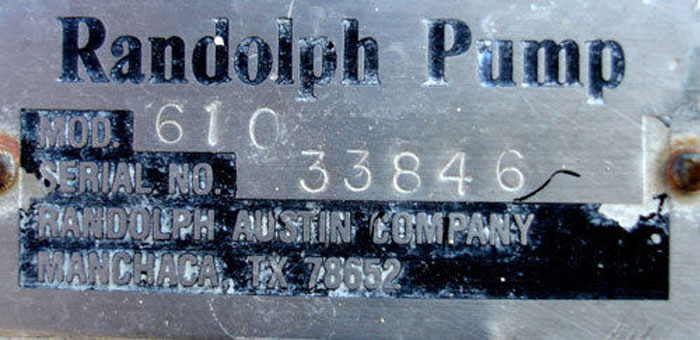 Randolph Pump
MOD. 610
SERIAL NO. 33846
RANDOLPH AUSTIN COMPANY
MANCHACA, TX 78652